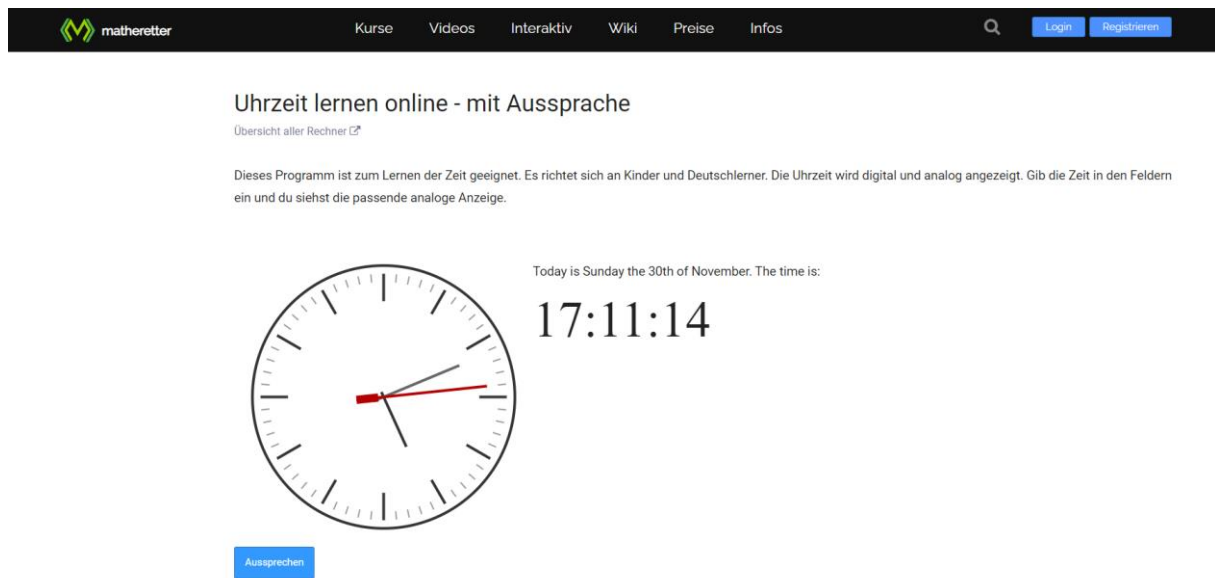 matheretter Kurse Videos Interaktiv Wiki Preise Infos Login Registrieren
Uhrzeit lernen online - mit Aussprache
Übersicht aller Rechner
Dieses Programm ist zum Lernen der Zeit geeignet. Es richtet sich an Kinder und Deutschlerner. Die Uhrzeit wird digital und analog angezeigt. Gib die Zeit in den Feldern
ein und du siehst die passende analoge Anzeige.
Today is Sunday the 30th of November. The time is:
17:11:14
Aussprechen